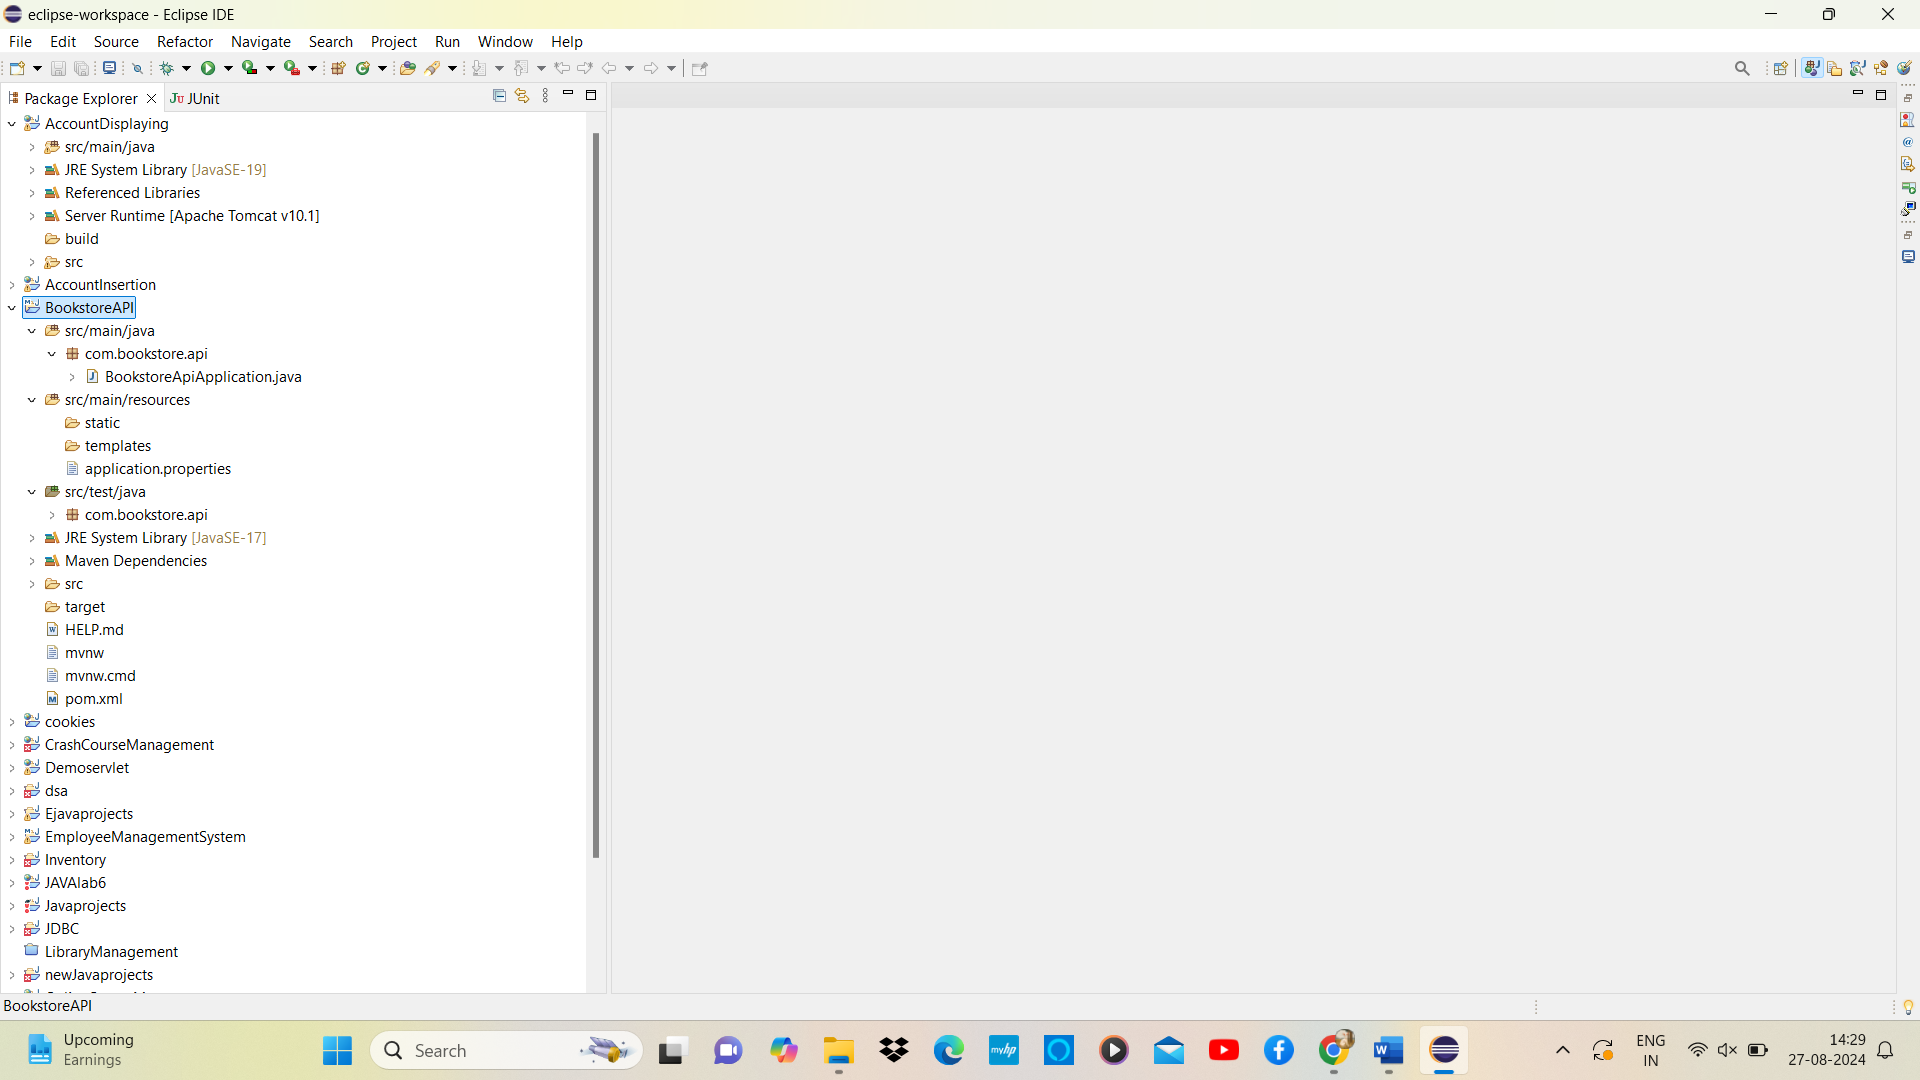 eclipse-workspace - Eclipse IDE
File Edit Source Refactor Navigate Search Project Run Window Help
Package Explorer JUnit
AccountDisplaying
src/main/java
JRE System Library [JavaSE-19]
Referenced Libraries
Server Runtime [Apache Tomcat v10.1]
build
src
AccountInsertion
BookstoreAPI
src/main/java
com.bookstore.api
BookstoreApiApplication.java
src/main/resources
static
templates
application.properties
src/test/java
com.bookstore.api
JRE System Library [JavaSE-17]
Maven Dependencies
src
target
HELP.md
mvnw
mvnw.cmd
pom.xml
cookies
CrashCourseManagement
Demoservlet
dsa
Ejavaprojects
EmployeeManagementSystem
Inventory
JAVAlab6
Javaprojects
JDBC
LibraryManagement
newJavaprojects
BookstoreAPI
Upcoming
Earnings
Search
myhp
ENG
IN
14:29
27-08-2024